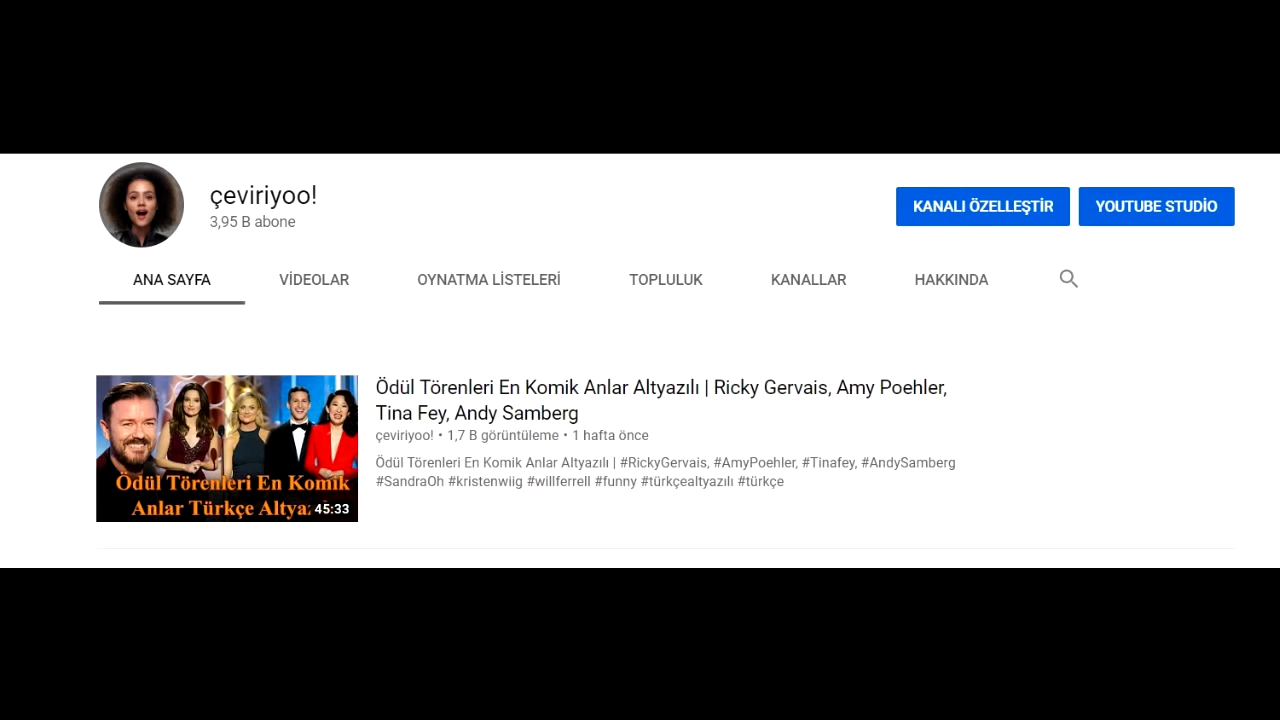 çeviriyoo!
3,95 B abone
KANALI ÖZELLEŞTİR
YOUTUBE STUDİO
ANA SAYFA
VİDEOLAR
OYNATMA LİSTELERİ
TOPLULUK
KANALLAR
HAKKINDA
Ödül Törenleri En Komik
Anlar Türkçe Altyaz
45:33
Ödül Törenleri En Komik Anlar Altyazılı | Ricky Gervais, Amy Poehler,
Tina Fey, Andy Samberg
çeviriyoo! • 1,7 B görüntüleme • 1 hafta önce
Ödül Törenleri En Komik Anlar Altyazılı | #RickyGervais, #AmyPoehler, #Tinafey, #AndySamberg
#SandraOh #kristenwiig #willferrell #funny #türkçealtyazılı #türkçe